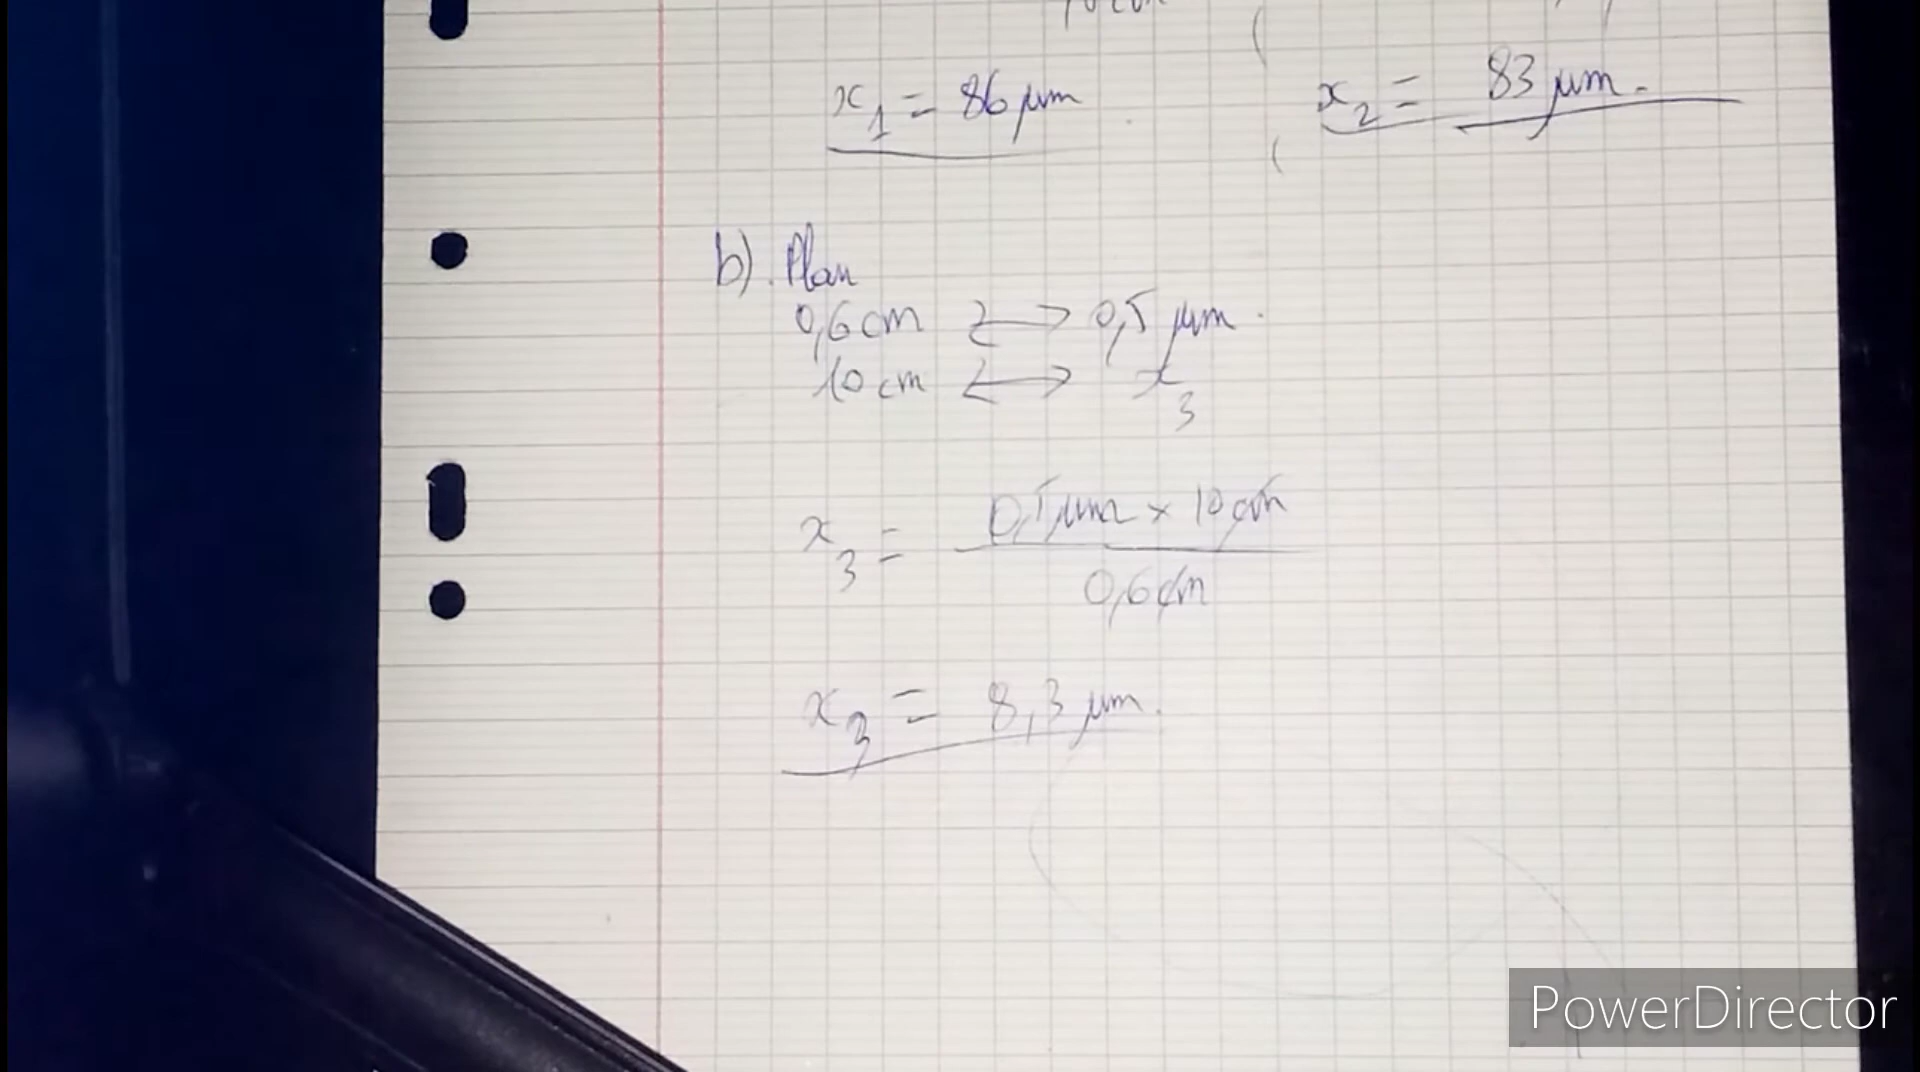 x₁ = 86 μm
x₂ = 83 μm.
b). Plan
0,6 cm ⟷ 0,5 μm.
10 cm ⟷ x₃
x₃ = 0,5 μm × 10 cm
0,6 cm
x₃ = 8,3 μm.
PowerDirector